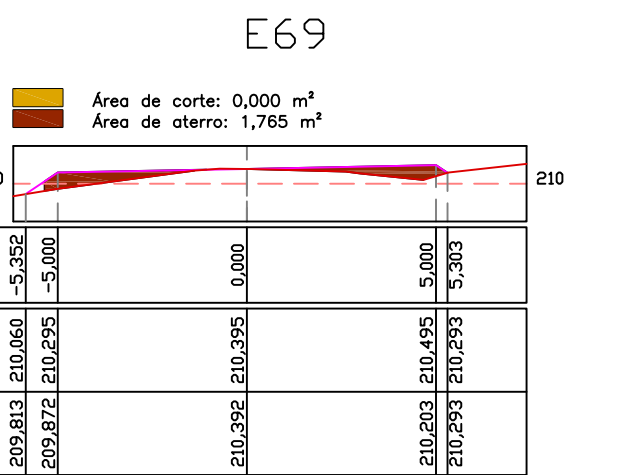 E69
Área de corte: 0,000 m²
Área de aterro: 1,765 m²
0 210
-5,352 -5,000 0,000 5,000 5,303
210,060 210,295 210,395 210,495 210,293
209,813 209,872 210,392 210,203 210,293